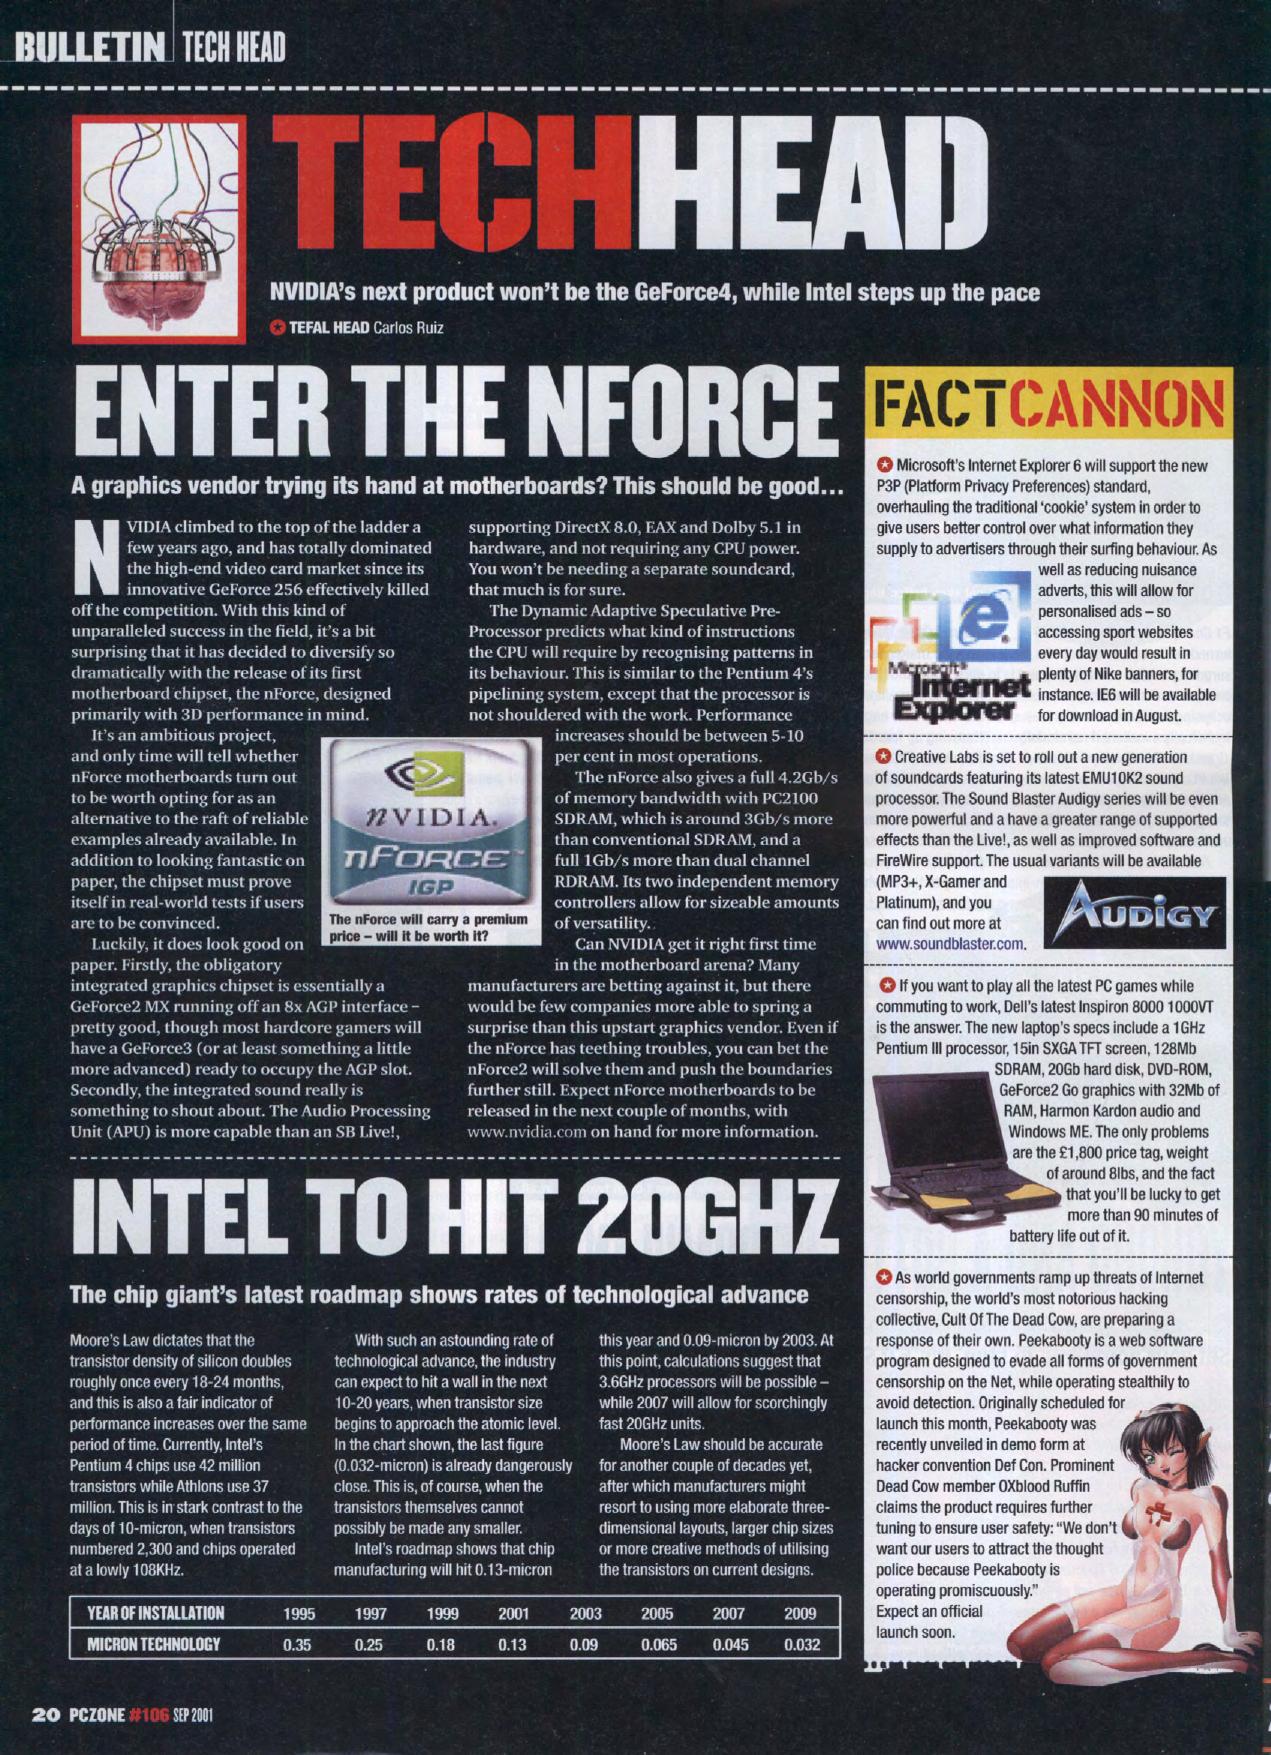 BULLETIN TECH HEAD
TECHHEAD
NVIDIA's next product won't be the GeForce4, while Intel steps up the pace
TEFAL HEAD Carlos Ruiz
ENTER THE NFORCE
A graphics vendor trying its hand at motherboards? This should be good...
NVIDIA climbed to the top of the ladder a
few years ago, and has totally dominated
the high-end video card market since its
innovative GeForce 256 effectively killed
off the competition. With this kind of
unparalleled success in the field, it's a bit
surprising that it has decided to diversify so
dramatically with the release of its first
motherboard chipset, the nForce, designed
primarily with 3D performance in mind.
It's an ambitious project,
and only time will tell whether
nForce motherboards turn out
to be worth opting for as an
alternative to the raft of reliable
examples already available. In
addition to looking fantastic on
paper, the chipset must prove
itself in real-world tests if users
are to be convinced.
Luckily, it does look good on
paper. Firstly, the obligatory
integrated graphics chipset is essentially a
GeForce2 MX running off an 8x AGP interface –
pretty good, though most hardcore gamers will
have a GeForce3 (or at least something a little
more advanced) ready to occupy the AGP slot.
Secondly, the integrated sound really is
something to shout about. The Audio Processing
Unit (APU) is more capable than an SB Live!,
supporting DirectX 8.0, EAX and Dolby 5.1 in
hardware, and not requiring any CPU power.
You won't be needing a separate soundcard,
that much is for sure.
The Dynamic Adaptive Speculative Pre-
Processor predicts what kind of instructions
the CPU will require by recognising patterns in
its behaviour. This is similar to the Pentium 4's
pipelining system, except that the processor is
not shouldered with the work. Performance
increases should be between 5-10
per cent in most operations.
The nForce also gives a full 4.2Gb/s
of memory bandwidth with PC2100
SDRAM, which is around 3Gb/s more
than conventional SDRAM, and a
full 1Gb/s more than dual channel
RDRAM. Its two independent memory
controllers allow for sizeable amounts
of versatility.
Can NVIDIA get it right first time
in the motherboard arena? Many
manufacturers are betting against it, but there
would be few companies more able to spring a
surprise than this upstart graphics vendor. Even if
the nForce has teething troubles, you can bet the
nForce2 will solve them and push the boundaries
further still. Expect nForce motherboards to be
released in the next couple of months, with
www.nvidia.com on hand for more information.
nVIDIA.
nFORCE™
IGP
The nForce will carry a premium
price – will it be worth it?
INTEL TO HIT 20GHZ
The chip giant's latest roadmap shows rates of technological advance
Moore's Law dictates that the
transistor density of silicon doubles
roughly once every 18-24 months,
and this is also a fair indicator of
performance increases over the same
period of time. Currently, Intel's
Pentium 4 chips use 42 million
transistors while Athlons use 37
million. This is in stark contrast to the
days of 10-micron, when transistors
numbered 2,300 and chips operated
at a lowly 108KHz.
With such an astounding rate of
technological advance, the industry
can expect to hit a wall in the next
10-20 years, when transistor size
begins to approach the atomic level.
In the chart shown, the last figure
(0.032-micron) is already dangerously
close. This is, of course, when the
transistors themselves cannot
possibly be made any smaller.
Intel's roadmap shows that chip
manufacturing will hit 0.13-micron
this year and 0.09-micron by 2003. At
this point, calculations suggest that
3.6GHz processors will be possible –
while 2007 will allow for scorchingly
fast 20GHz units.
Moore's Law should be accurate
for another couple of decades yet,
after which manufacturers might
resort to using more elaborate three-
dimensional layouts, larger chip sizes
or more creative methods of utilising
the transistors on current designs.
YEAR OF INSTALLATION 1995 1997 1999 2001 2003 2005 2007 2009
MICRON TECHNOLOGY 0.35 0.25 0.18 0.13 0.09 0.065 0.045 0.032
FACTCANNON
Microsoft's Internet Explorer 6 will support the new
P3P (Platform Privacy Preferences) standard,
overhauling the traditional 'cookie' system in order to
give users better control over what information they
supply to advertisers through their surfing behaviour. As
well as reducing nuisance
adverts, this will allow for
personalised ads – so
accessing sport websites
every day would result in
plenty of Nike banners, for
instance. IE6 will be available
for download in August.
Microsoft®
Internet
Explorer
Creative Labs is set to roll out a new generation
of soundcards featuring its latest EMU10K2 sound
processor. The Sound Blaster Audigy series will be even
more powerful and a have a greater range of supported
effects than the Live!, as well as improved software and
FireWire support. The usual variants will be available
(MP3+, X-Gamer and
Platinum), and you
can find out more at
www.soundblaster.com.
AUDIGY
If you want to play all the latest PC games while
commuting to work, Dell's latest Inspiron 8000 1000VT
is the answer. The new laptop's specs include a 1GHz
Pentium III processor, 15in SXGA TFT screen, 128Mb
SDRAM, 20Gb hard disk, DVD-ROM,
GeForce2 Go graphics with 32Mb of
RAM, Harmon Kardon audio and
Windows ME. The only problems
are the £1,800 price tag, weight
of around 8lbs, and the fact
that you'll be lucky to get
more than 90 minutes of
battery life out of it.
As world governments ramp up threats of Internet
censorship, the world's most notorious hacking
collective, Cult Of The Dead Cow, are preparing a
response of their own. Peekabooty is a web software
program designed to evade all forms of government
censorship on the Net, while operating stealthily to
avoid detection. Originally scheduled for
launch this month, Peekabooty was
recently unveiled in demo form at
hacker convention Def Con. Prominent
Dead Cow member OXblood Ruffin
claims the product requires further
tuning to ensure user safety: "We don't
want our users to attract the thought
police because Peekabooty is
operating promiscuously."
Expect an official
launch soon.
20 PCZONE #106 SEP 2001